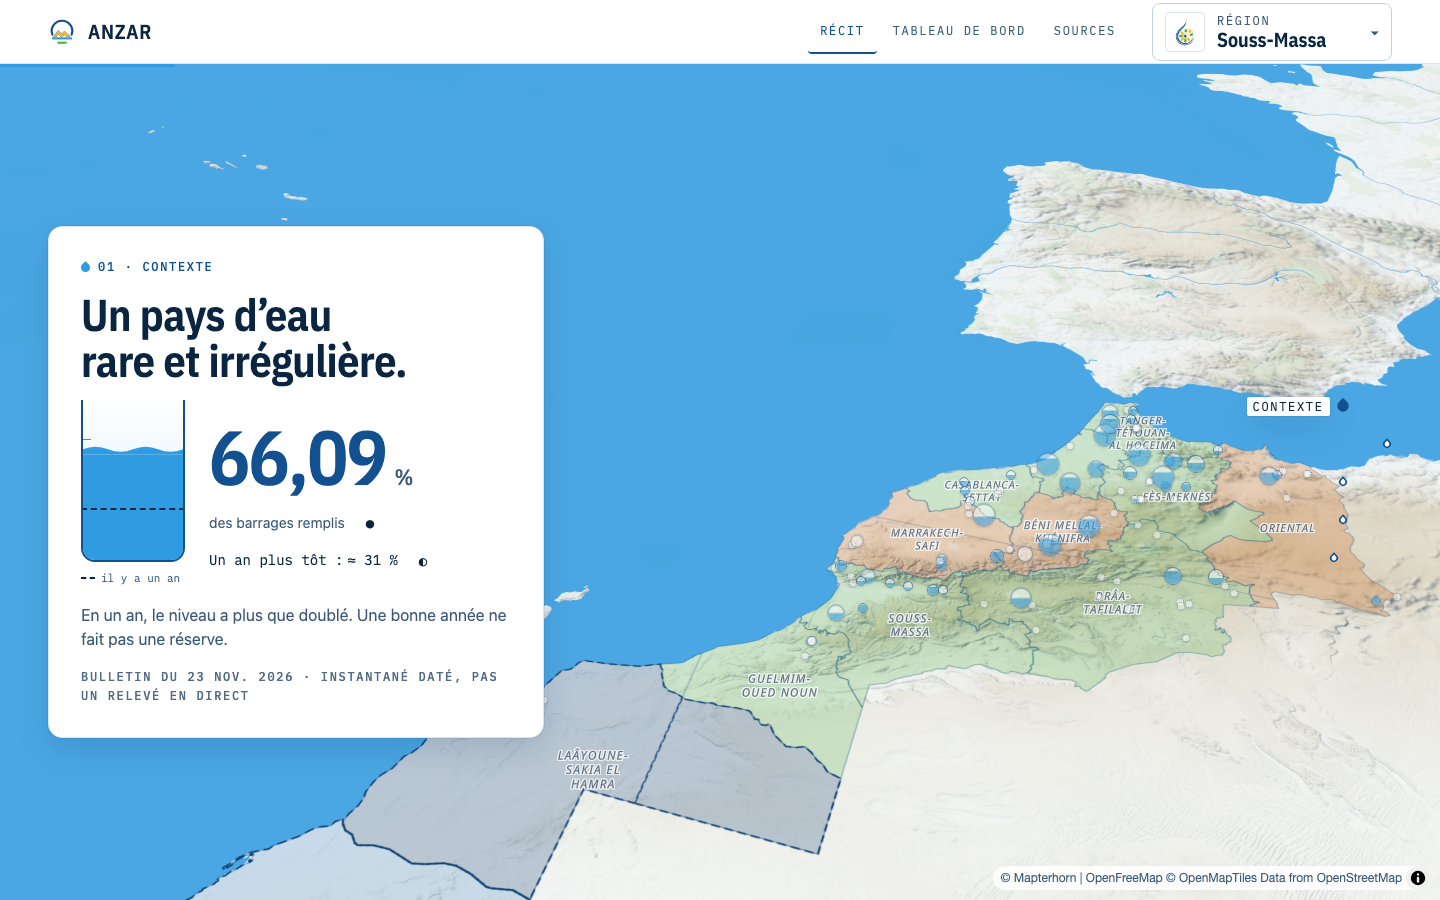 ANZAR
RÉCIT
TABLEAU DE BORD
SOURCES
RÉGION
Souss-Massa
01 · CONTEXTE
Un pays d’eau
rare et irrégulière.
66,09 %
des barrages remplis
Un an plus tôt : ≈ 31 %
il y a un an
En un an, le niveau a plus que doublé. Une bonne année ne
fait pas une réserve.
BULLETIN DU 23 NOV. 2026 · INSTANTANÉ DATÉ, PAS
UN RELEVÉ EN DIRECT
CONTEXTE
TANGER-
TÉTOUAN-
AL HOCEIMA
CASABLANCA-
SETTAT
FÈS-MEKNÈS
ORIENTAL
MARRAKECH-
SAFI
BÉNI MELLAL-
KHÉNIFRA
DRÂA-
TAFILALET
SOUSS-
MASSA
GUELMIM-
OUED NOUN
LAÂYOUNE-
SAKIA EL
HAMRA
© Mapterhorn | OpenFreeMap © OpenMapTiles Data from OpenStreetMap